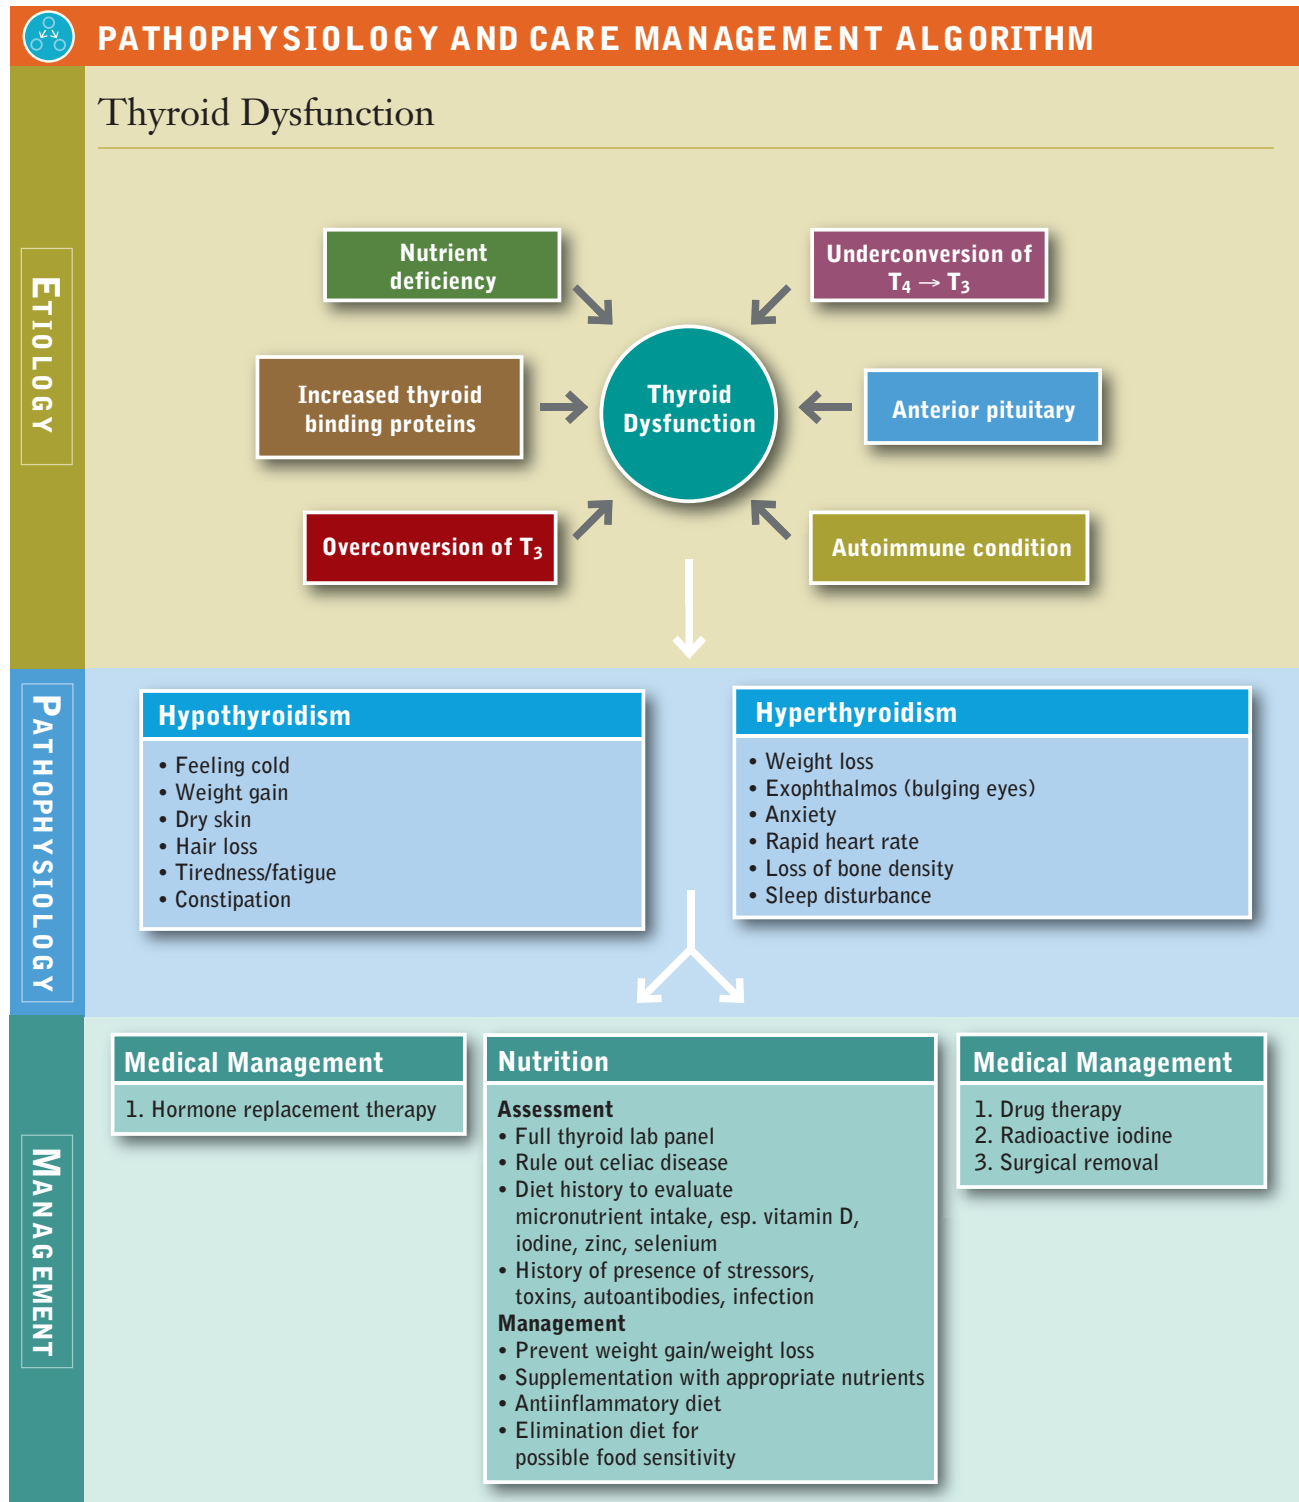 PATHOPHYSIOLOGY AND CARE MANAGEMENT ALGORITHM
Thyroid Dysfunction
ETIOLOGY
Nutrient
deficiency
Underconversion of
T₄ → T₃
Increased thyroid
binding proteins
Thyroid
Dysfunction
Anterior pituitary
Overconversion of T₃
Autoimmune condition
PATHOPHYSIOLOGY
Hypothyroidism
• Feeling cold
• Weight gain
• Dry skin
• Hair loss
• Tiredness/fatigue
• Constipation
Hyperthyroidism
• Weight loss
• Exophthalmos (bulging eyes)
• Anxiety
• Rapid heart rate
• Loss of bone density
• Sleep disturbance
MANAGEMENT
Medical Management
1. Hormone replacement therapy
Nutrition
Assessment
• Full thyroid lab panel
• Rule out celiac disease
• Diet history to evaluate
micronutrient intake, esp. vitamin D,
iodine, zinc, selenium
• History of presence of stressors,
toxins, autoantibodies, infection
Management
• Prevent weight gain/weight loss
• Supplementation with appropriate nutrients
• Antiinflammatory diet
• Elimination diet for
possible food sensitivity
Medical Management
1. Drug therapy
2. Radioactive iodine
3. Surgical removal